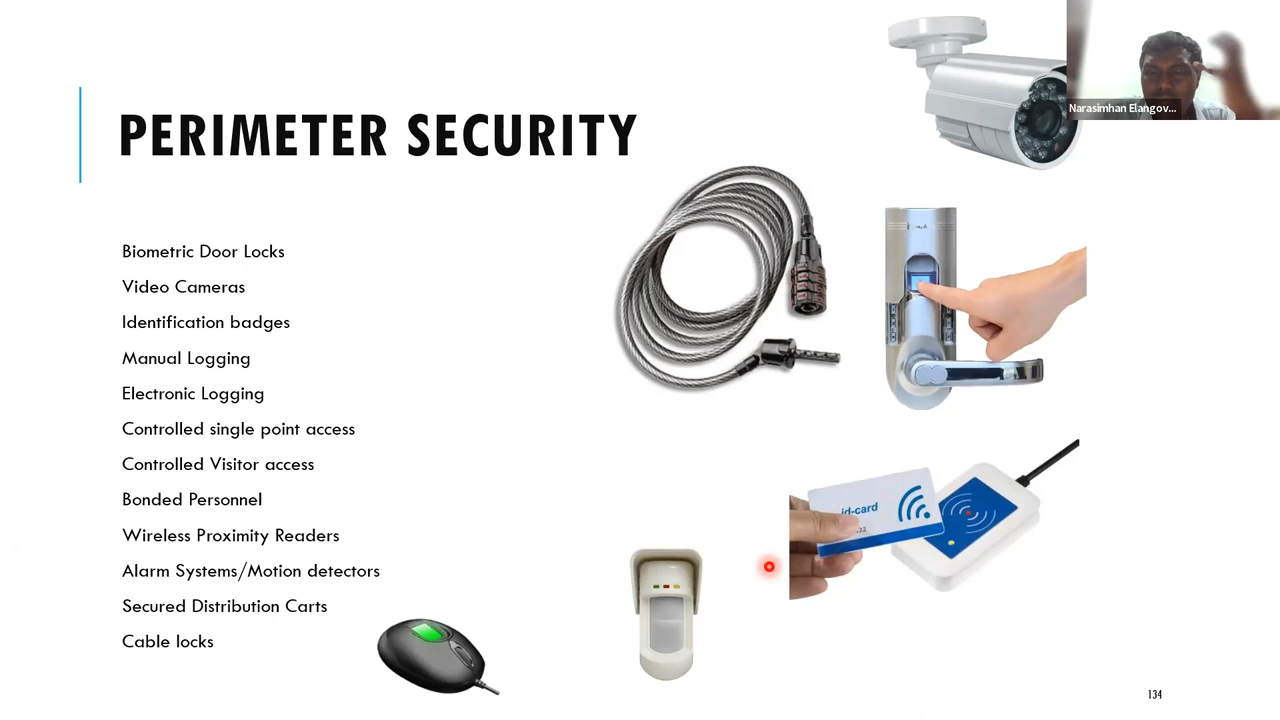 Narasimhan Elangov...
PERIMETER SECURITY
Biometric Door Locks
Video Cameras
Identification badges
Manual Logging
Electronic Logging
Controlled single point access
Controlled Visitor access
Bonded Personnel
Wireless Proximity Readers
Alarm Systems/Motion detectors
Secured Distribution Carts
Cable locks
id-card
22
134